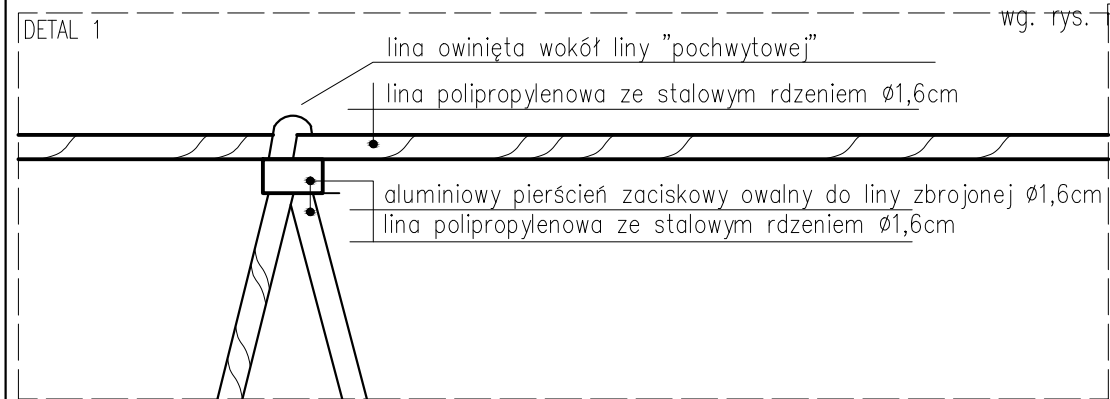 DETAL 1
wg. rys.
lina owinięta wokół liny "pochwytowej"
lina polipropylenowa ze stalowym rdzeniem ø1,6cm
aluminiowy pierścień zaciskowy owalny do liny zbrojonej ø1,6cm
lina polipropylenowa ze stalowym rdzeniem ø1,6cm